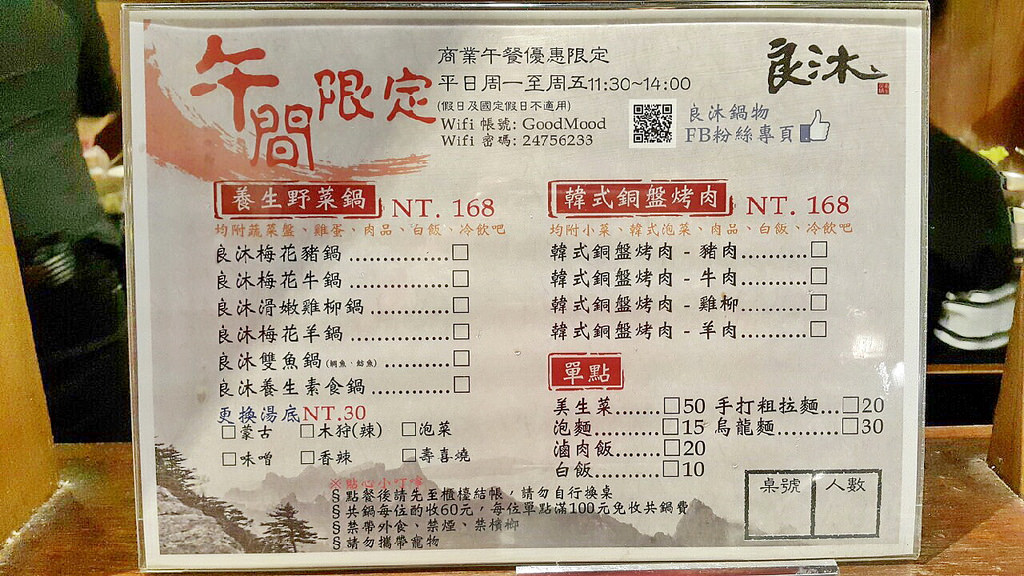 午間限定
商業午餐優惠限定
平日周一至周五11:30~14:00
(假日及國定假日不適用)
Wifi 帳號: GoodMood
Wifi 密碼: 24756233
良沐
良沐鍋物
FB粉絲專頁
養生野菜鍋 NT. 168
均附蔬菜盤、雞蛋、肉品、白飯、冷飲吧
良沐梅花豬鍋 ...............□
良沐梅花牛鍋 ...............□
良沐滑嫩雞柳鍋 ............□
良沐梅花羊鍋 ...............□
良沐雙魚鍋(鯛魚、鯰魚) ..........□
良沐養生素食鍋 ............□
更換湯底NT.30
□蒙古 □木狩(辣) □泡菜
□味噌 □香辣 □壽喜燒
韓式銅盤烤肉 NT. 168
均附小菜、韓式泡菜、肉品、白飯、冷飲吧
韓式銅盤烤肉 - 豬肉..........□
韓式銅盤烤肉 - 牛肉..........□
韓式銅盤烤肉 - 雞柳..........□
韓式銅盤烤肉 - 羊肉..........□
單點
美生菜.......□50 手打粗拉麵...□20
泡麵..........□15 烏龍麵..........□30
滷肉飯.......□20
白飯..........□10
※貼心小叮嚀
§點餐後請先至櫃檯結帳，請勿自行換桌
§共鍋每位酌收60元，每位單點滿100元免收共鍋費
§禁帶外食、禁煙、禁檳榔
§請勿攜帶寵物
桌號 人數